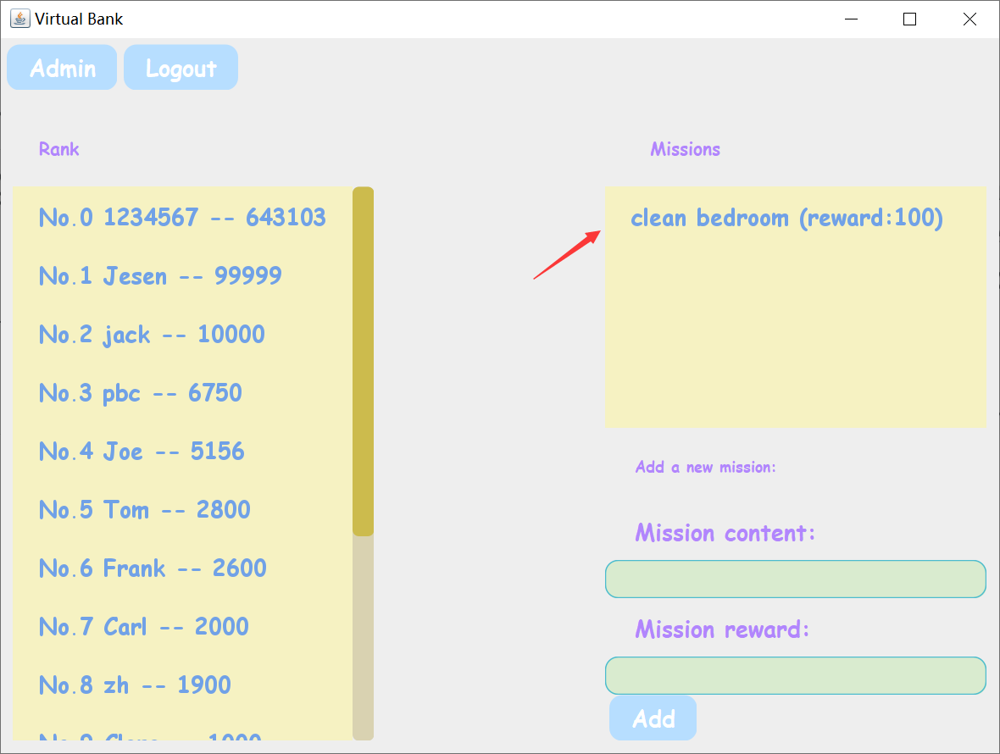 Virtual Bank
Admin
Logout
Rank
No.0 1234567 -- 643103
No.1 Jesen -- 99999
No.2 jack -- 10000
No.3 pbc -- 6750
No.4 Joe -- 5156
No.5 Tom -- 2800
No.6 Frank -- 2600
No.7 Carl -- 2000
No.8 zh -- 1900
Missions
clean bedroom (reward:100)
Add a new mission:
Mission content:
Mission reward:
Add